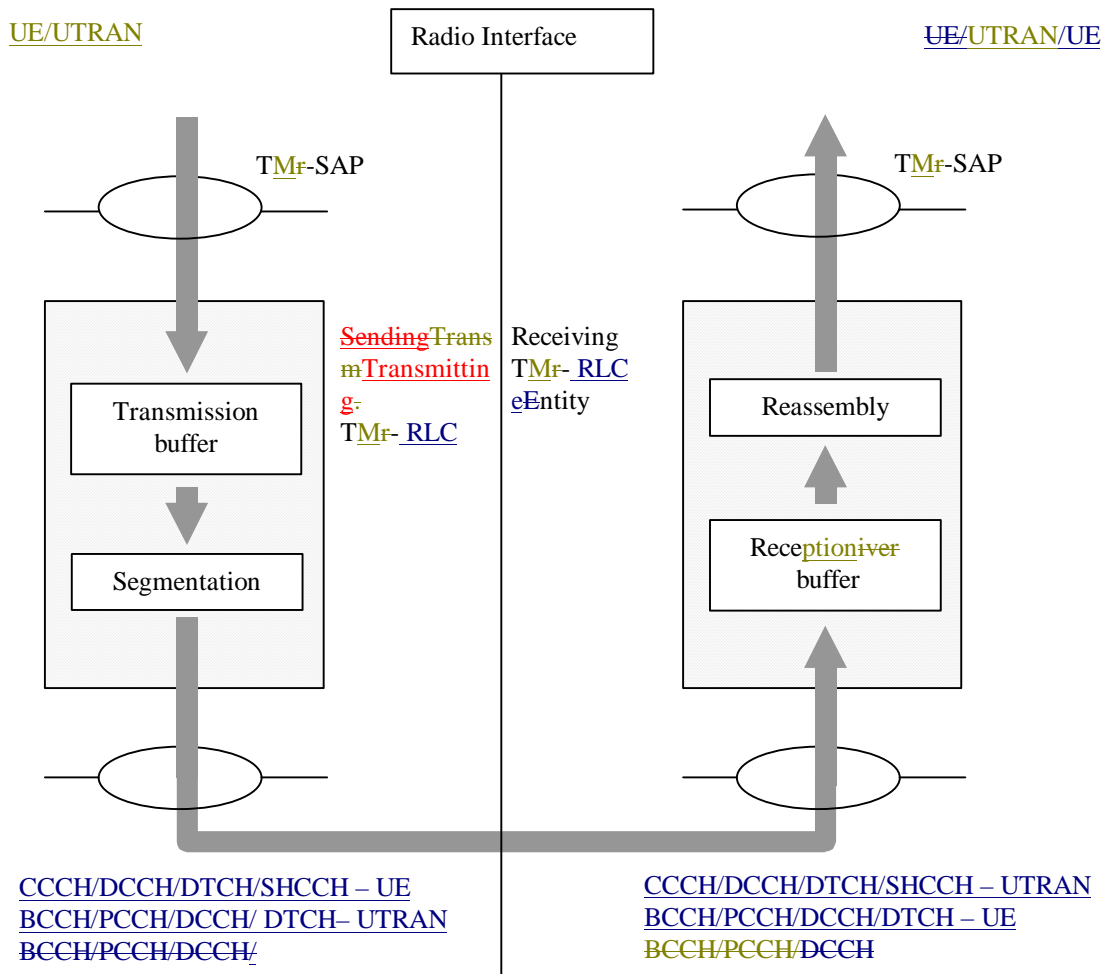 UE/UTRAN
Radio Interface
UE/UTRAN/UE
TMr-SAP
TMr-SAP
SendingTrans
mTransmittin
g.
TMr- RLC
Receiving
TMr- RLC
eEntity
Transmission
buffer
Segmentation
Reassembly
Receptioniver
buffer
CCCH/DCCH/DTCH/SHCCH – UE
BCCH/PCCH/DCCH/ DTCH– UTRAN
BCCH/PCCH/DCCH/
CCCH/DCCH/DTCH/SHCCH – UTRAN
BCCH/PCCH/DCCH/DTCH – UE
BCCH/PCCH/DCCH